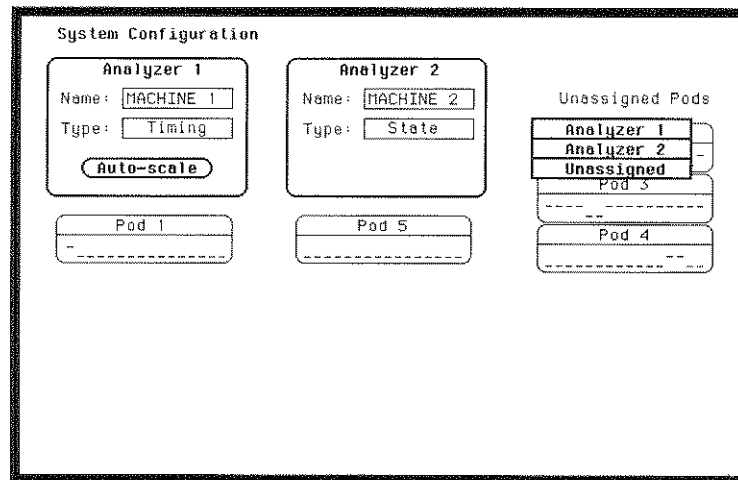 System Configuration
Analyzer 1
Name: MACHINE 1
Type: Timing
Auto-scale
Analyzer 2
Name: MACHINE 2
Type: State
Unassigned Pods
Analyzer 1
Analyzer 2
Unassigned
Pod 3
Pod 4
Pod 1
Pod 5